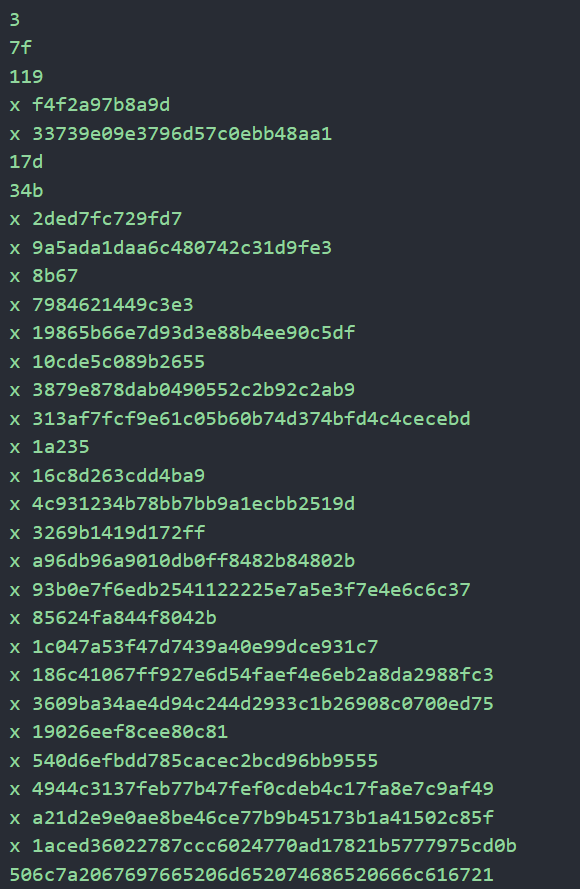 3
7f
119
x f4f2a97b8a9d
x 33739e09e3796d57c0ebb48aa1
17d
34b
x 2ded7fc729fd7
x 9a5ada1daa6c480742c31d9fe3
x 8b67
x 7984621449c3e3
x 19865b66e7d93d3e88b4ee90c5df
x 10cde5c089b2655
x 3879e878dab0490552c2b92c2ab9
x 313af7fcf9e61c05b60b74d374bfd4c4cecebd
x 1a235
x 16c8d263cdd4ba9
x 4c931234b78bb7bb9a1ecbb2519d
x 3269b1419d172ff
x a96db96a9010db0ff8482b84802b
x 93b0e7f6edb2541122225e7a5e3f7e4e6c6c37
x 85624fa844f8042b
x 1c047a53f47d7439a40e99dce931c7
x 186c41067ff927e6d54faef4e6eb2a8da2988fc3
x 3609ba34ae4d94c244d2933c1b26908c0700ed75
x 19026eef8cee80c81
x 540d6efbdd785cacec2bcd96bb9555
x 4944c3137feb77b47fef0cdeb4c17fa8e7c9af49
x a21d2e9e0ae8be46ce77b9b45173b1a41502c85f
x 1aced36022787ccc6024770ad17821b5777975cd0b
506c7a2067697665206d652074686520666c616721